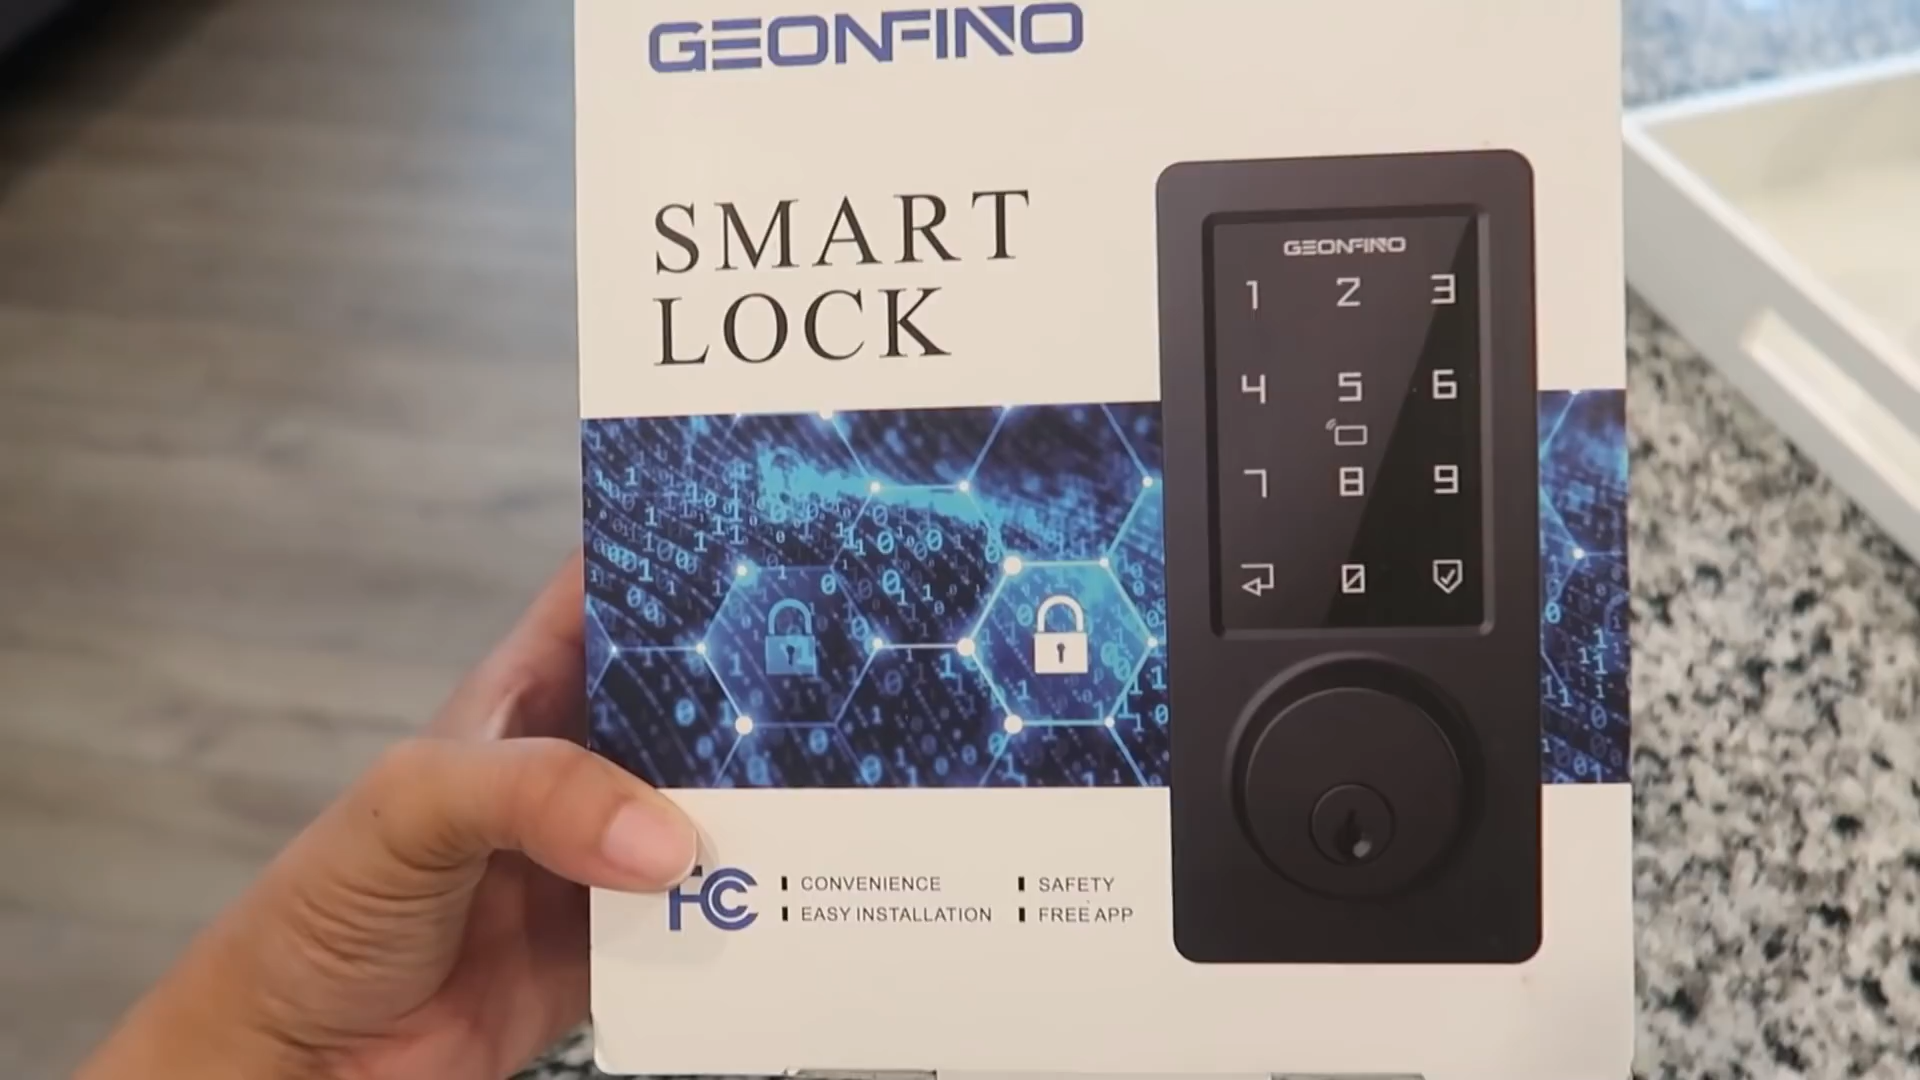 GEONFINO
SMART
LOCK
GEONFINO
1 2 3
4 5 6
7 8 9
0
FC
CONVENIENCE
SAFETY
EASY INSTALLATION
FREE APP